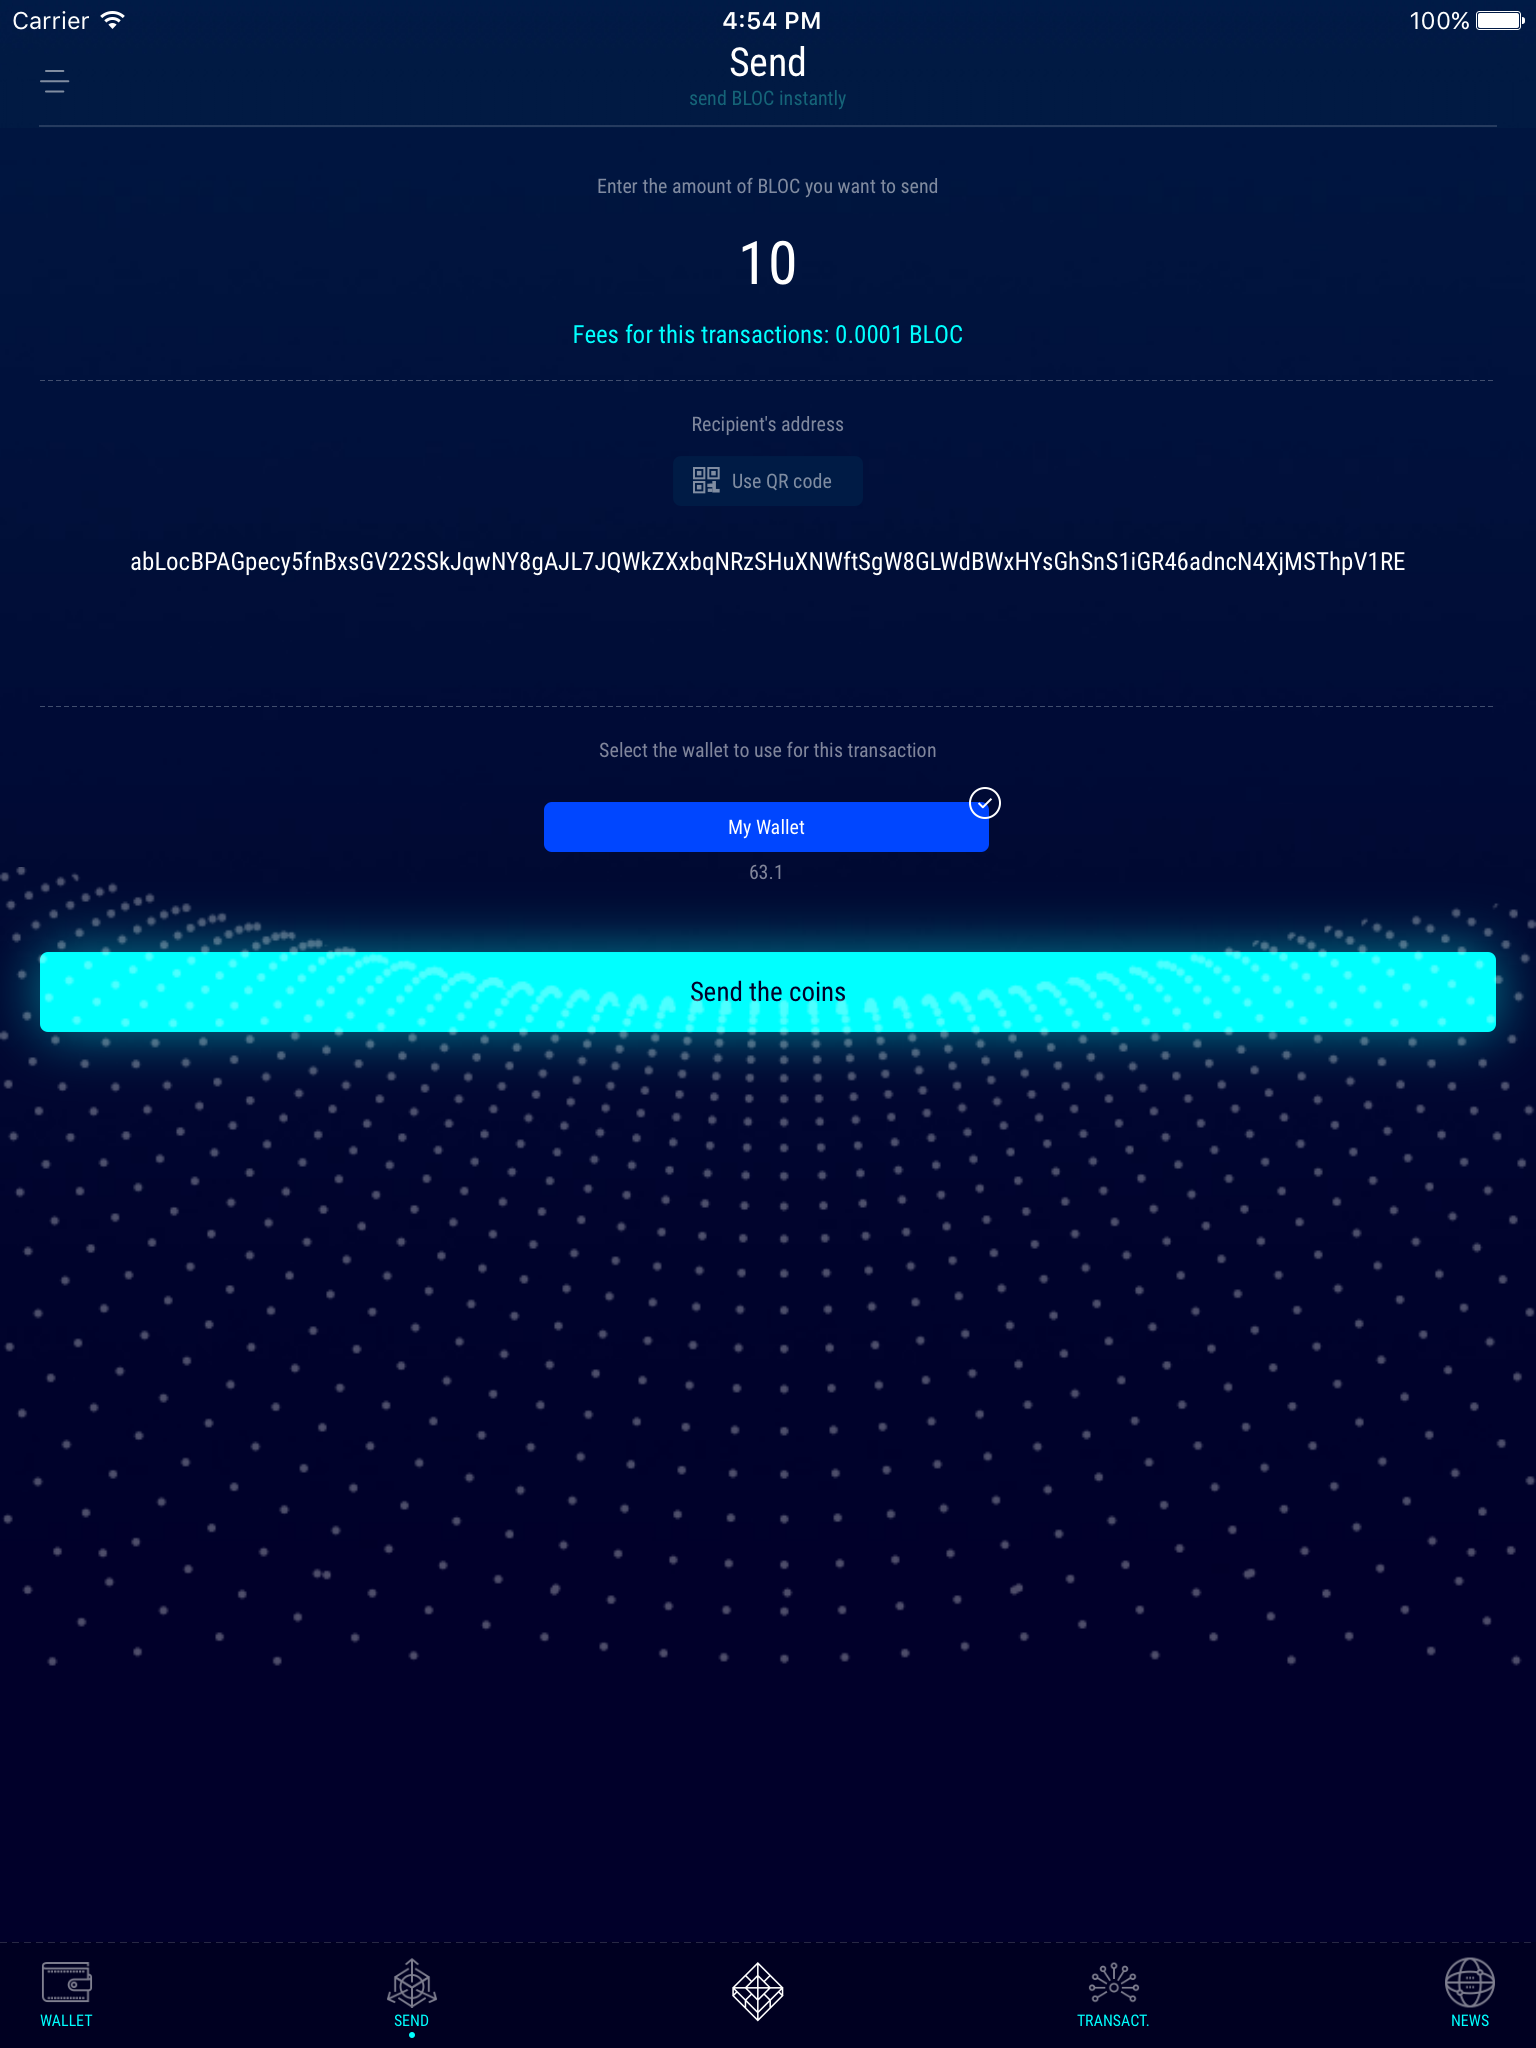 Carrier 4:54 PM 100%
Send
send BLOC instantly
Enter the amount of BLOC you want to send
10
Fees for this transactions: 0.0001 BLOC
Recipient's address
Use QR code
abLocBPAGpecy5fnBxsGV22SSkJqwNY8gAJL7JQWkZXxbqNRzSHuXNWftSgW8GLWdBWxHYsGhSnS1iGR46adncN4XjMSThpV1RE
Select the wallet to use for this transaction
My Wallet
63.1
Send the coins
WALLET SEND TRANSACT. NEWS